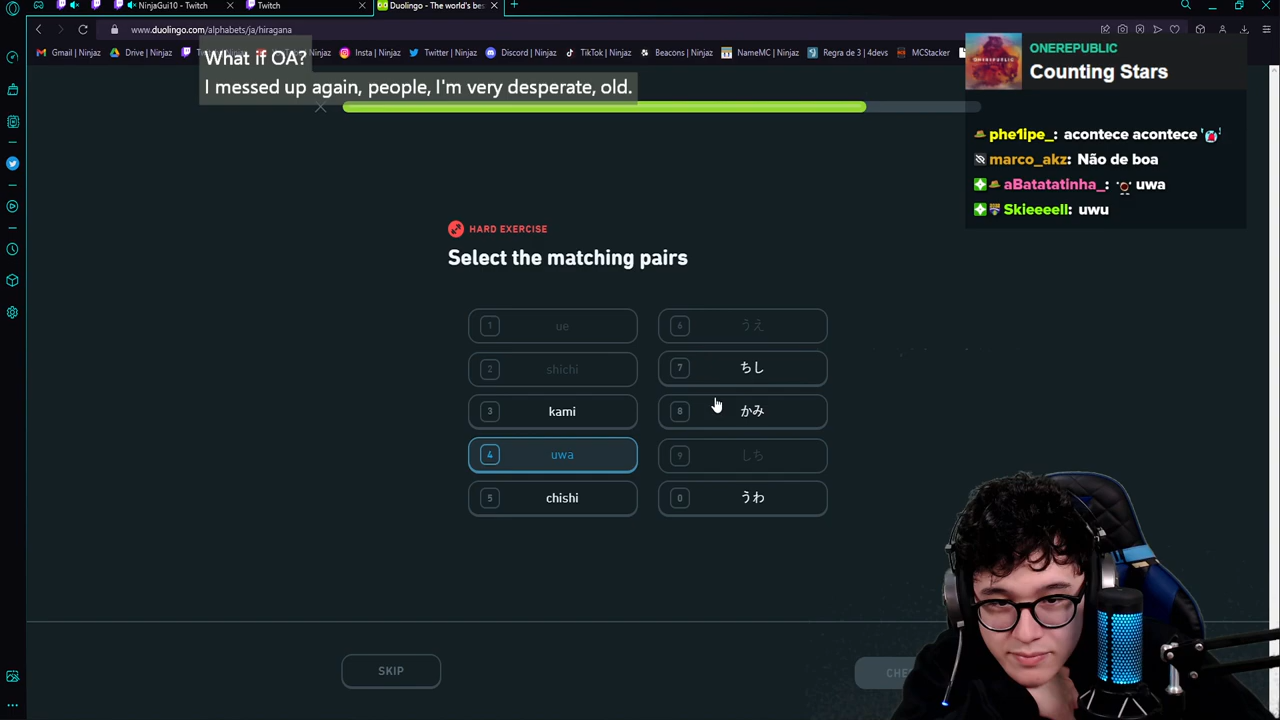 NinjaGui10 - Twitch
Twitch
Duolingo - The world's bes
www.duolingo.com/alphabets/ja/hiragana
Gmail | Ninjaz
Drive | Ninjaz
Insta | Ninjaz
Twitter | Ninjaz
Discord | Ninjaz
TikTok | Ninjaz
Beacons | Ninjaz
NameMC | Ninjaz
Regra de 3 | 4devs
MCStacker
What if OA?
I messed up again, people, I'm very desperate, old.
ONEREPUBLIC
Counting Stars
phe1ipe_: acontece acontece
marco_akz: Não de boa
aBatatatinha_: uwa
Skieeeell: uwu
HARD EXERCISE
Select the matching pairs
1 ue
6 うえ
2 shichi
7 ちし
3 kami
8 かみ
4 uwa
9 しち
5 chishi
0 うわ
SKIP